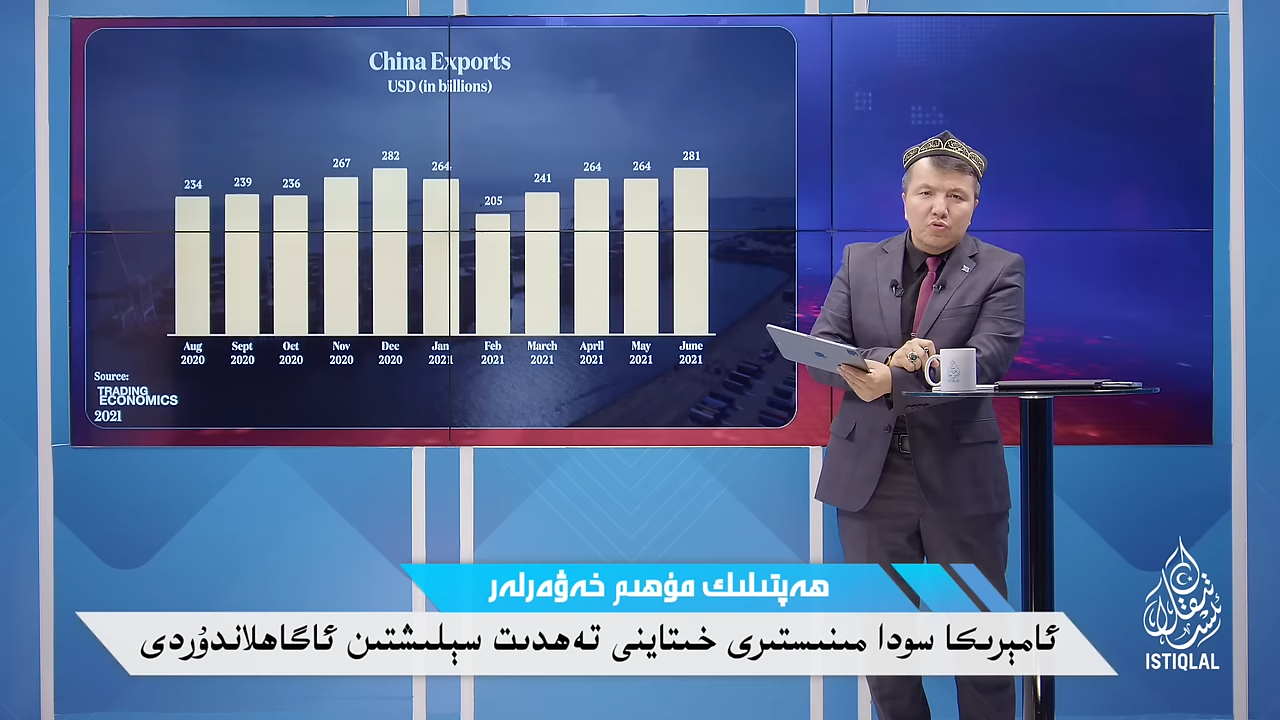 China Exports
USD (in billions)
234 239 236 267 282 264 205 241 264 264 281
Aug 2020
Sept 2020
Oct 2020
Nov 2020
Dec 2020
Jan 2021
Feb 2021
March 2021
April 2021
May 2021
June 2021
Source:
TRADING
ECONOMICS
2021
ھەپتىلىك مۇھىم خەۋەرلەر
ئامېرىكا سودا مىنىستىرى خىتاينى تەھدىت سېلىشتىن ئاگاھلاندۇردى
ئىستىقلال
ISTIQLAL